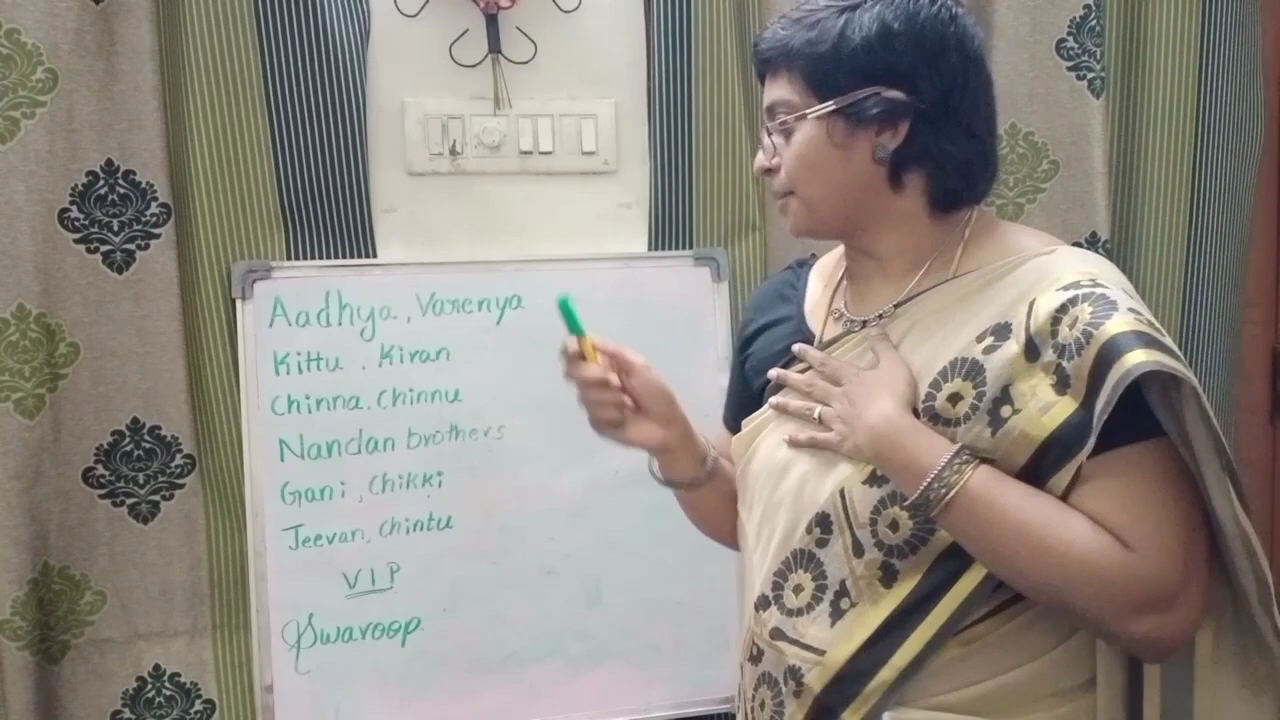 Aadhya, Varenya
Kittu, Kiran
Chinna, Chinnu
Nandan brothers
Gani, Chikki
Jeevan, Chintu
VIP
Swaroop